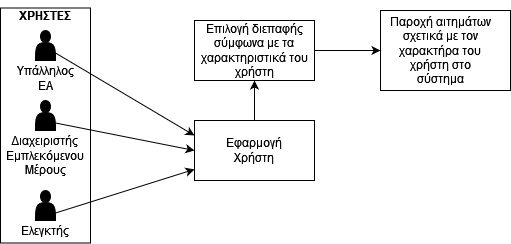 ΧΡΗΣΤΕΣ
Υπάλληλος
ΕΑ
Διαχειριστής
Εμπλεκόμενου
Μέρους
Ελεγκτής
Επιλογή διεπαφής
σύμφωνα με τα
χαρακτηριστικά του
χρήστη
Εφαρμογή
Χρήστη
Παροχή αιτημάτων
σχετικά με τον
χαρακτήρα του
χρήστη στο
σύστημα